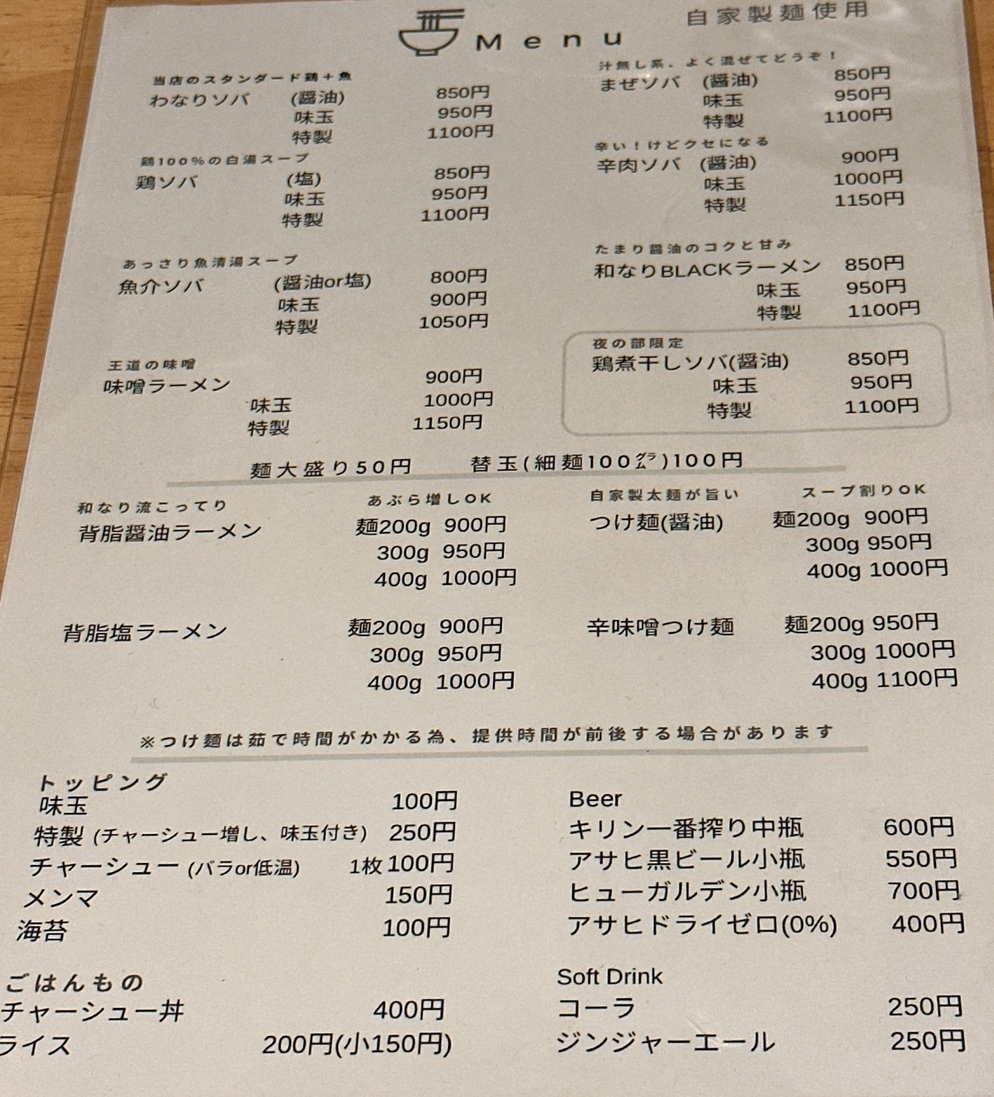 自家製麺使用
Menu
当店のスタンダード鶏＋魚
わなりソバ (醤油) 850円
味玉 950円
特製 1100円
鶏100%の白湯スープ
鶏ソバ (塩) 850円
味玉 950円
特製 1100円
あっさり魚清湯スープ
魚介ソバ (醤油or塩) 800円
味玉 900円
特製 1050円
王道の味噌
味噌ラーメン 900円
味玉 1000円
特製 1150円
汁無し系、よく混ぜてどうぞ！
まぜソバ (醤油) 850円
味玉 950円
特製 1100円
辛い！けどクセになる
辛肉ソバ (醤油) 900円
味玉 1000円
特製 1150円
たまり醤油のコクと甘み
和なりBLACKラーメン 850円
味玉 950円
特製 1100円
夜の部限定
鶏煮干しソバ(醤油) 850円
味玉 950円
特製 1100円
麺大盛り50円 替玉(細麺100㌘)100円
和なり流こってり あぶら増しOK
背脂醤油ラーメン 麺200g 900円
300g 950円
400g 1000円
背脂塩ラーメン 麺200g 900円
300g 950円
400g 1000円
自家製太麺が旨い スープ割りOK
つけ麺(醤油) 麺200g 900円
300g 950円
400g 1000円
辛味噌つけ麺 麺200g 950円
300g 1000円
400g 1100円
※つけ麺は茹で時間がかかる為、提供時間が前後する場合があります
トッピング
味玉 100円
特製 (チャーシュー増し、味玉付き) 250円
チャーシュー (バラor低温) 1枚100円
メンマ 150円
海苔 100円
ごはんもの
チャーシュー丼 400円
ライス 200円(小150円)
Beer
キリン一番搾り中瓶 600円
アサヒ黒ビール小瓶 550円
ヒューガルデン小瓶 700円
アサヒドライゼロ(0%) 400円
Soft Drink
コーラ 250円
ジンジャーエール 250円